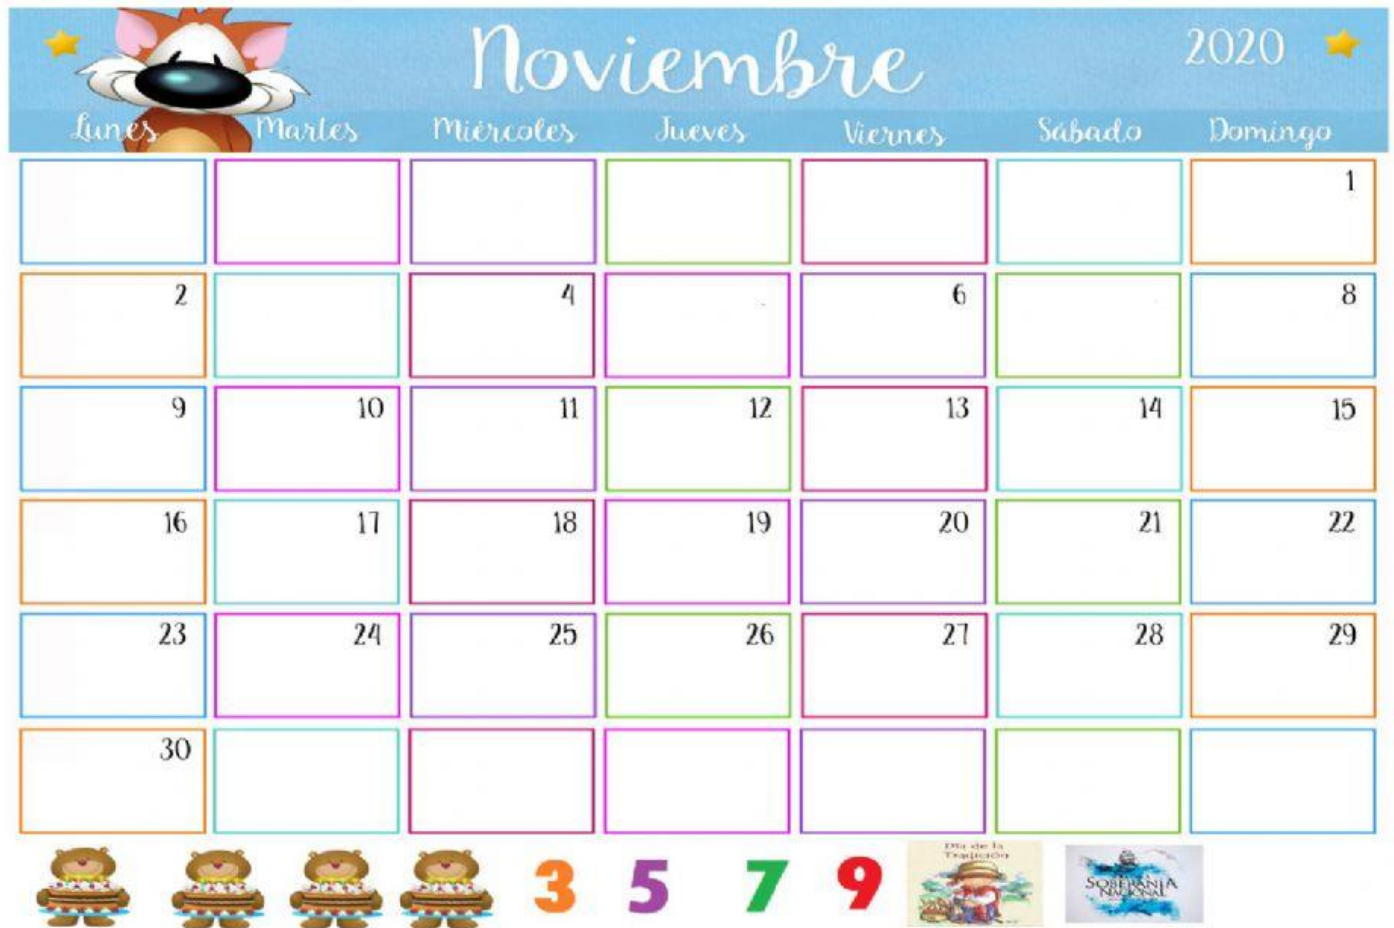 Noviembre 2020
Lunes Martes Miércoles Jueves Viernes Sábado Domingo
1
2 4 6 8
9 10 11 12 13 14 15
16 17 18 19 20 21 22
23 24 25 26 27 28 29
30
3 5 7 9
Día de la
Tradición
SOBERANÍA
NACIONAL